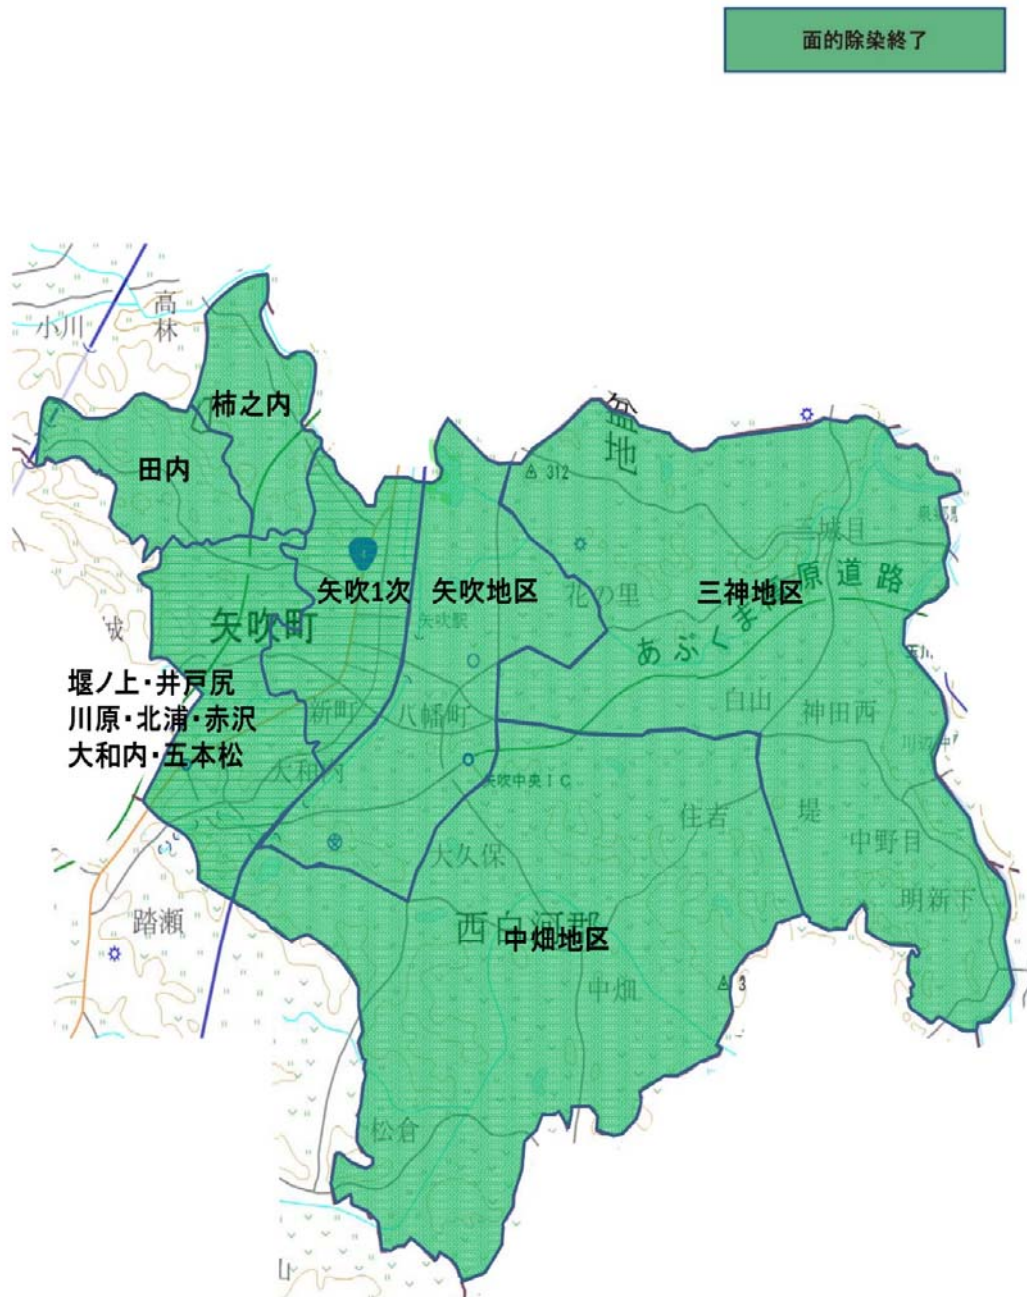 面的除染終了
高林
小川
盆地
柿之内
田内
312
三城目
矢吹1次
矢吹地区
花の里
三神地区
あぶくま高原道路
矢吹町
矢吹駅
堰ノ上・井戸尻
川原・北浦・赤沢
大和内・五本松
新町
八幡町
白山
神田西
大和内
矢吹中央IC
住吉
堤
中野目
大久保
明新下
踏瀬
西白河郡
中畑地区
中畑
3
松倉